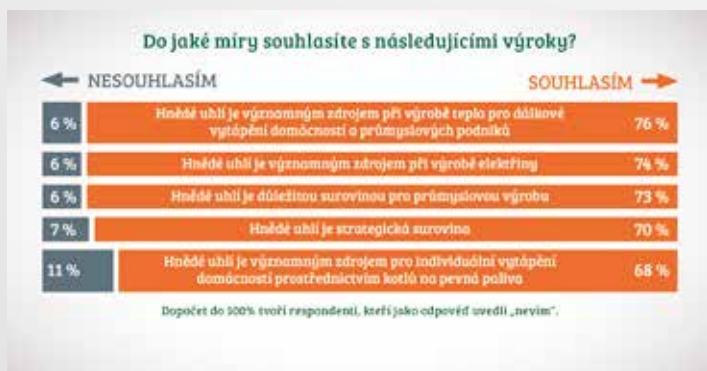 Do jaké míry souhlasíte s následujícími výroky?
NESOUHLASÍM
SOUHLASÍM
6 %
Hnědé uhlí je významným zdrojem při výrobě tepla pro dálkové
vytápění domácností a průmyslových podniků
76 %
6 %
Hnědé uhlí je významným zdrojem při výrobě elektřiny
74 %
6 %
Hnědé uhlí je důležitou surovinou pro průmyslovou výrobu
73 %
7 %
Hnědé uhlí je strategická surovina
70 %
11 %
Hnědé uhlí je významným zdrojem pro individuální vytápění
domácností prostřednictvím kotlů na pevná paliva
68 %
Dopočet do 100% tvoří respondenti, kteří jako odpověď uvedli „nevím“.